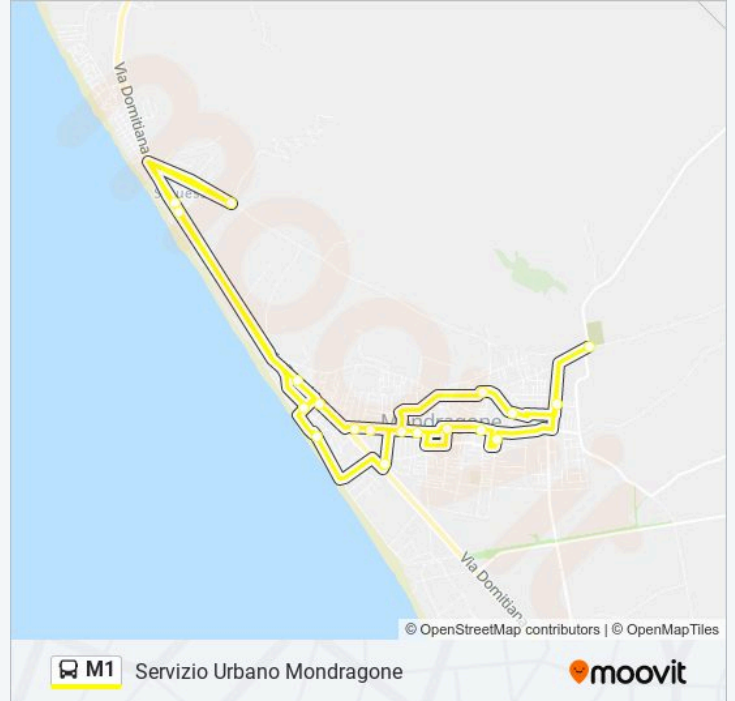 Via Domitiana
Mondragone
Via Domitiana
© OpenStreetMap contributors | © OpenMapTiles
M1 Servizio Urbano Mondragone
moovit